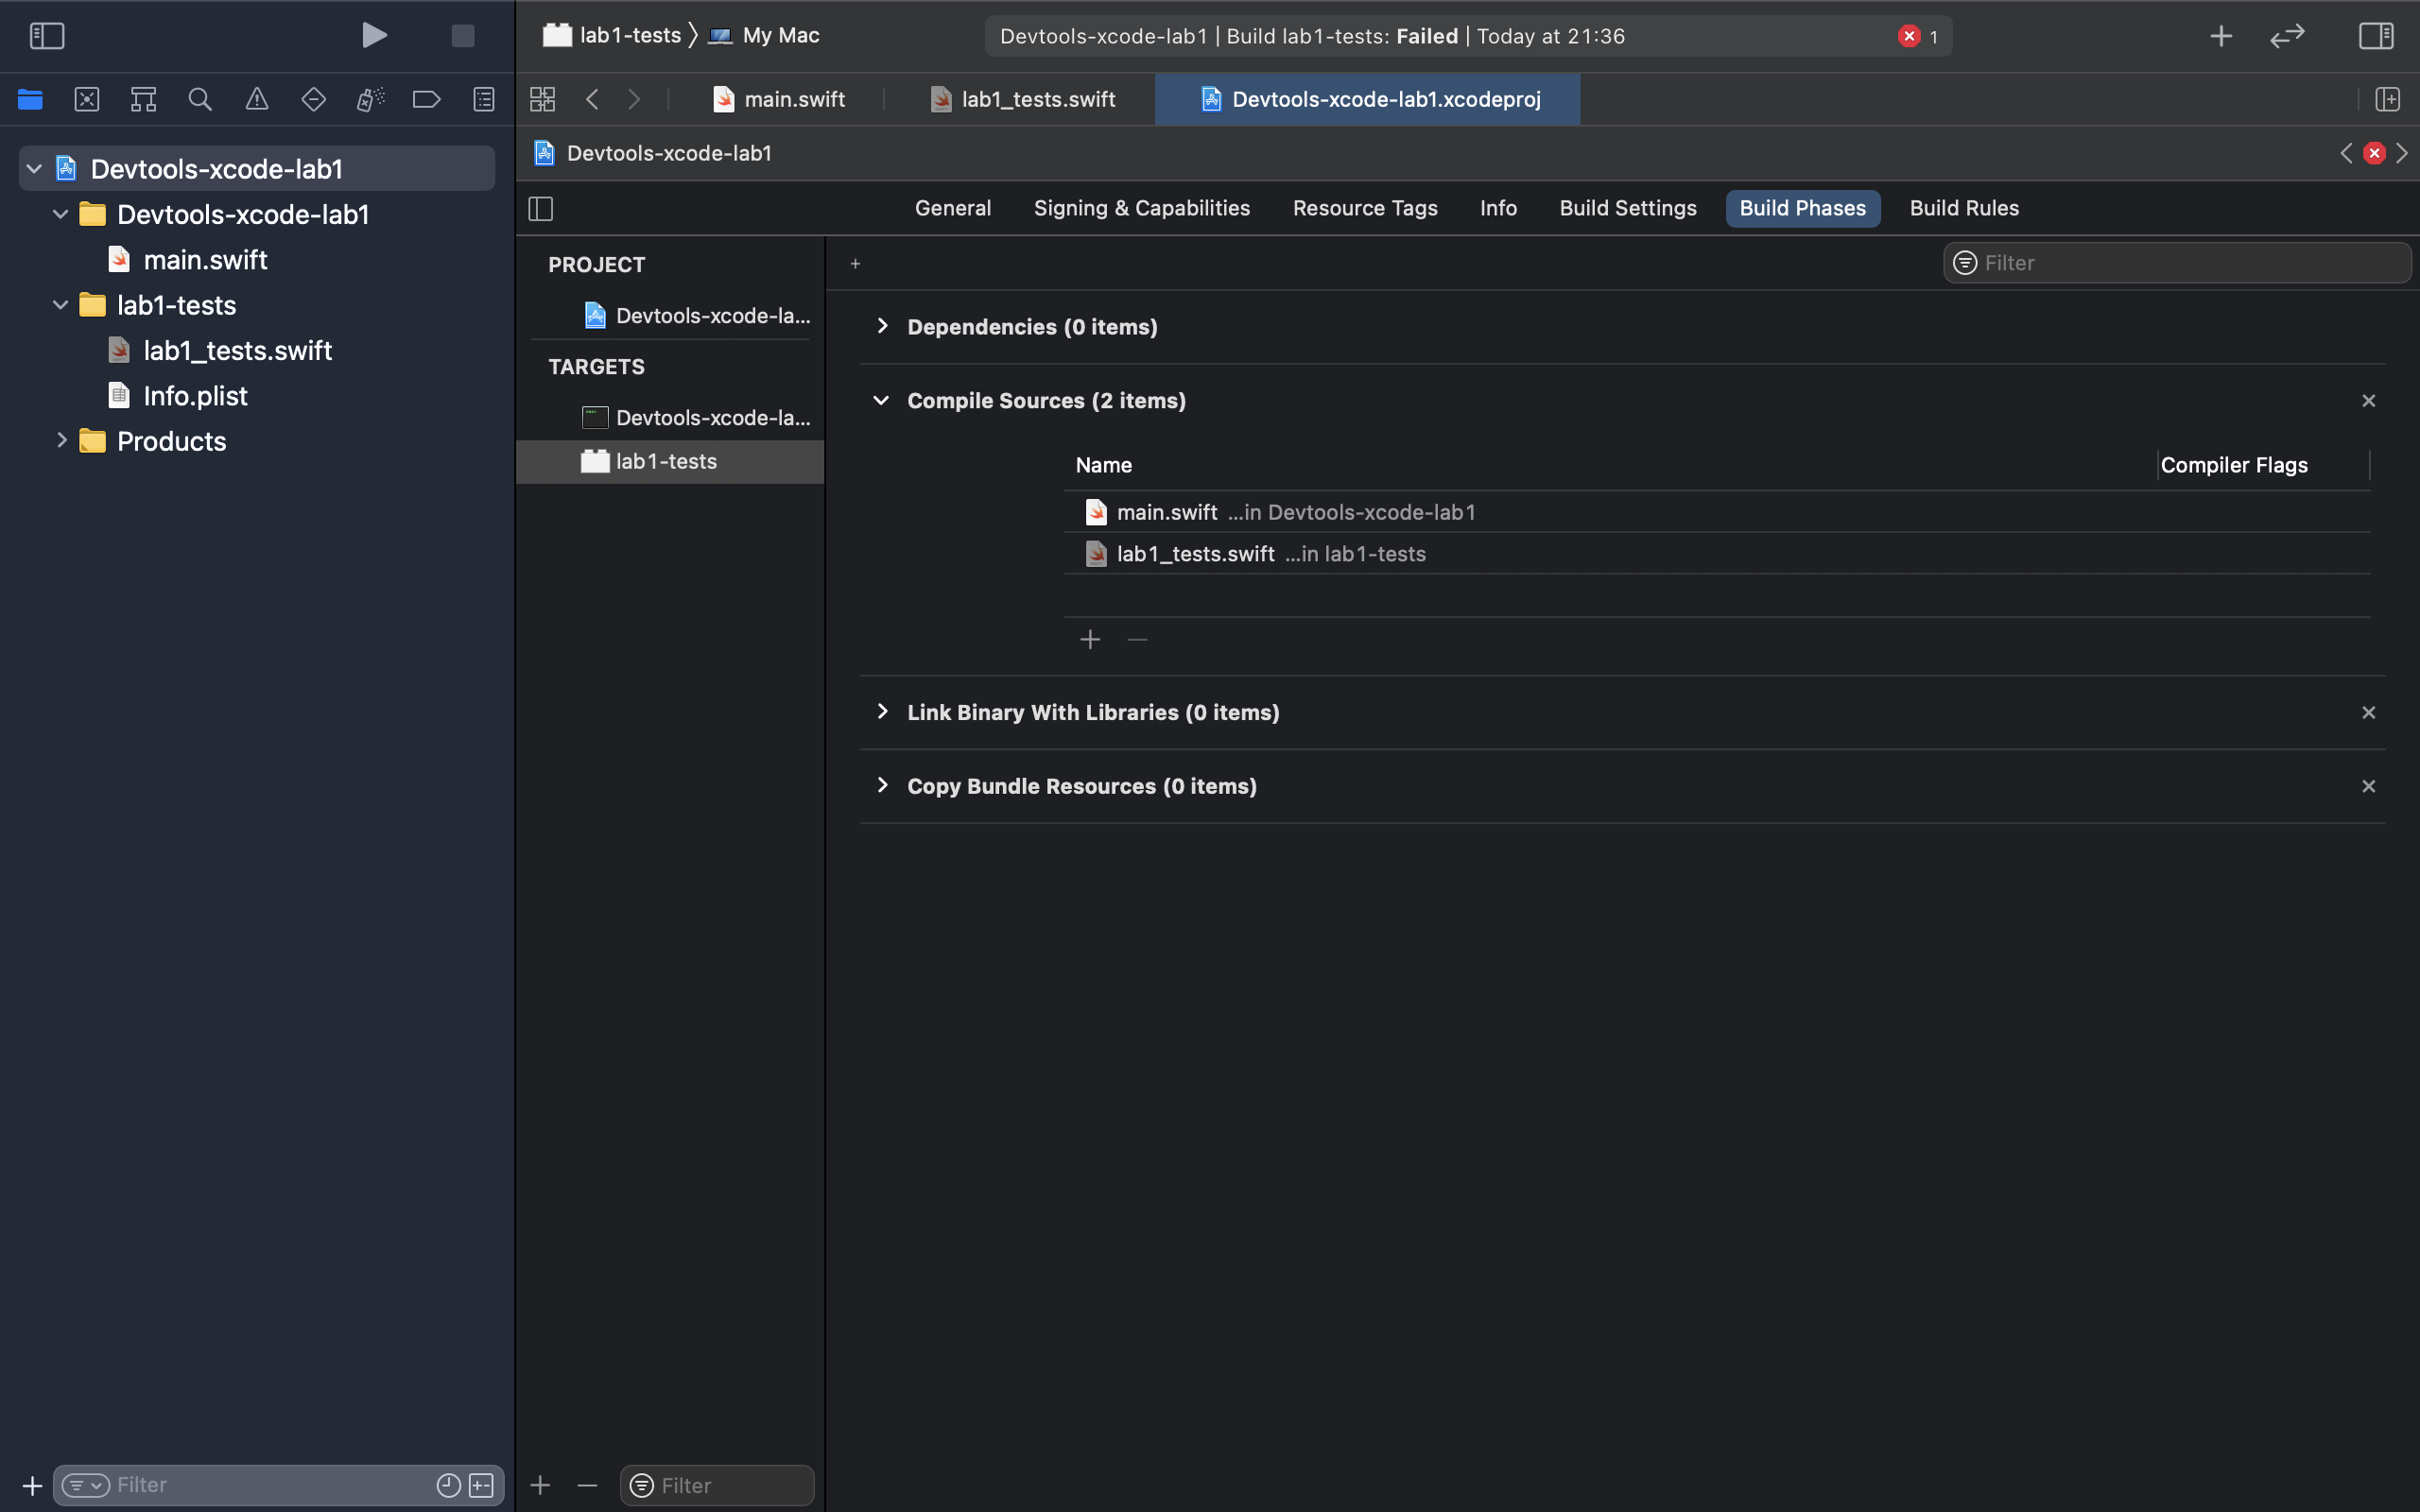 lab1-tests
My Mac
Devtools-xcode-lab1 | Build lab1-tests: Failed | Today at 21:36
1
main.swift
lab1_tests.swift
Devtools-xcode-lab1.xcodeproj
Devtools-xcode-lab1
Devtools-xcode-lab1
main.swift
lab1-tests
lab1_tests.swift
Info.plist
Products
Filter
Devtools-xcode-lab1
General
Signing & Capabilities
Resource Tags
Info
Build Settings
Build Phases
Build Rules
PROJECT
Devtools-xcode-la...
TARGETS
Devtools-xcode-la...
lab1-tests
Filter
Filter
Dependencies (0 items)
Compile Sources (2 items)
Name
Compiler Flags
main.swift ...in Devtools-xcode-lab1
lab1_tests.swift ...in lab1-tests
Link Binary With Libraries (0 items)
Copy Bundle Resources (0 items)